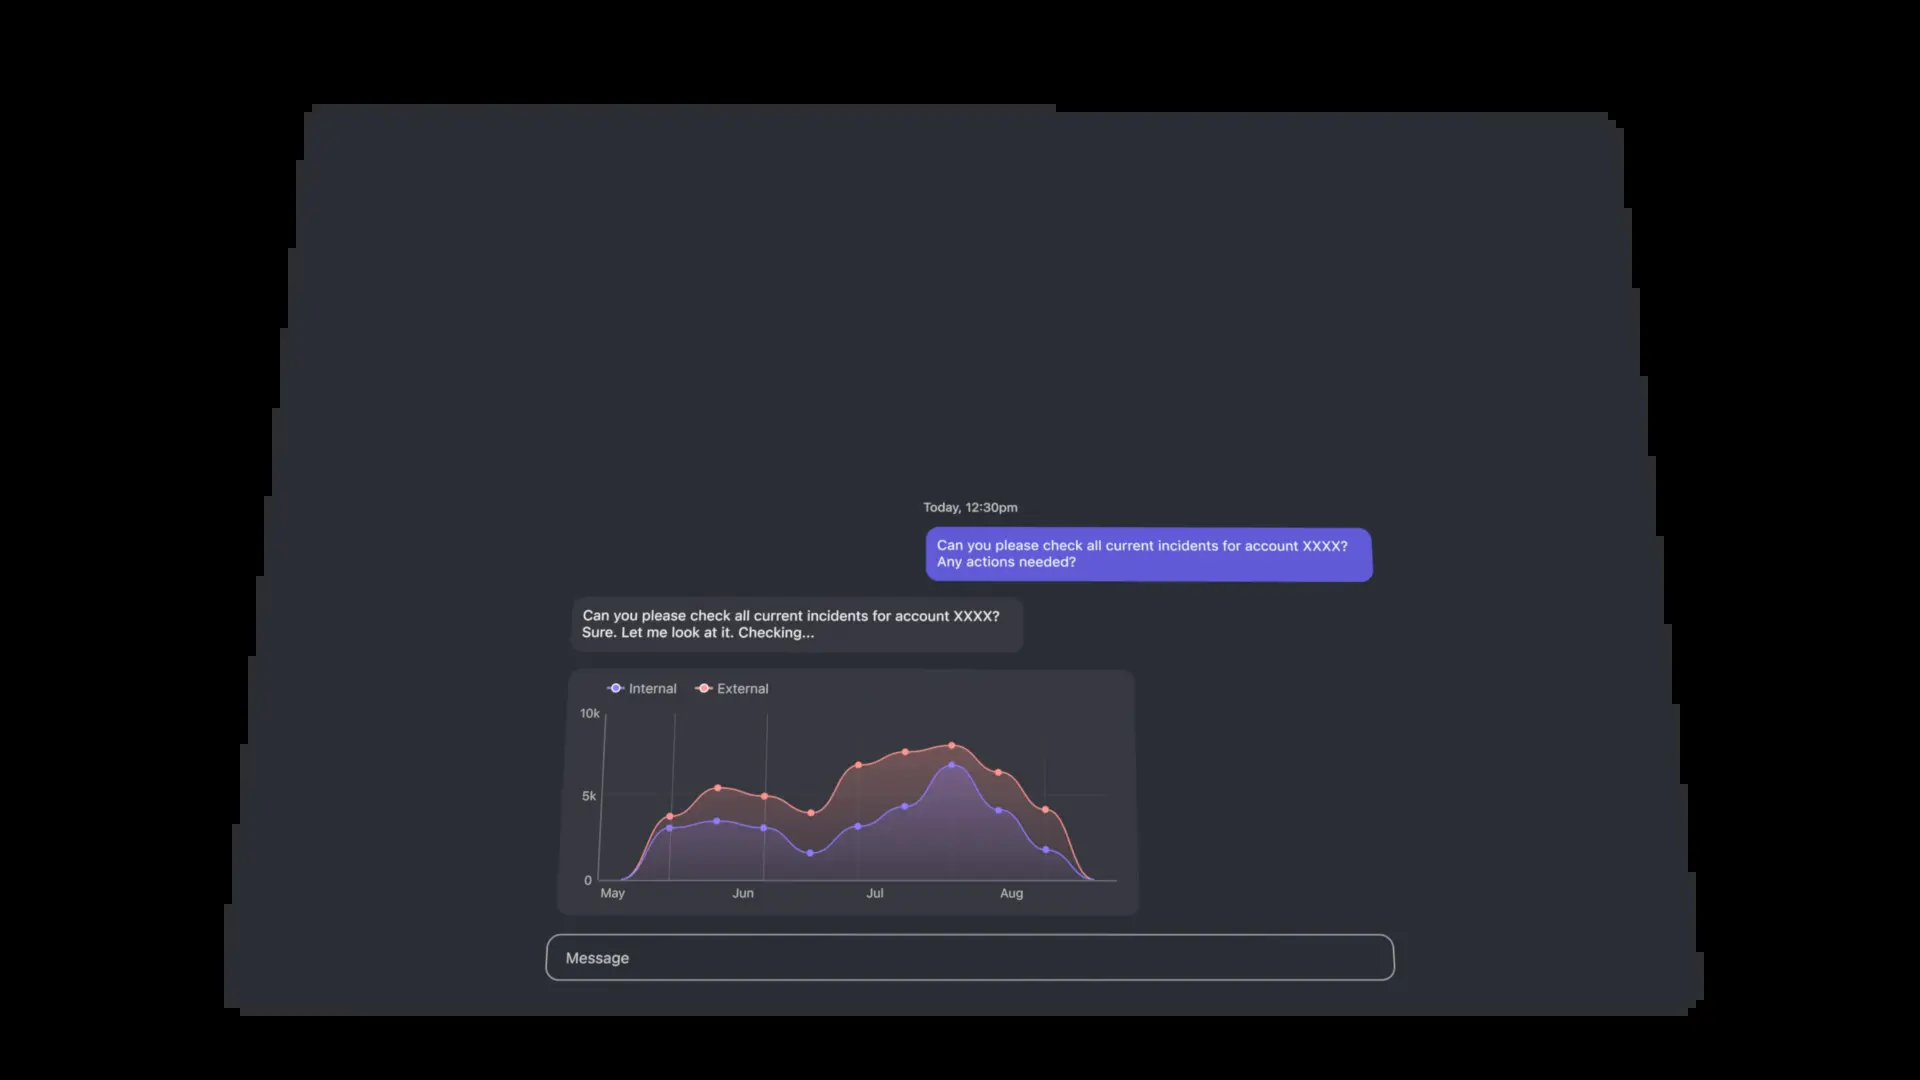 Today, 12:30pm
Can you please check all current incidents for account XXXX?
Any actions needed?
Can you please check all current incidents for account XXXX?
Sure. Let me look at it. Checking...
Internal External
10k
5k
0
May Jun Jul Aug
Message